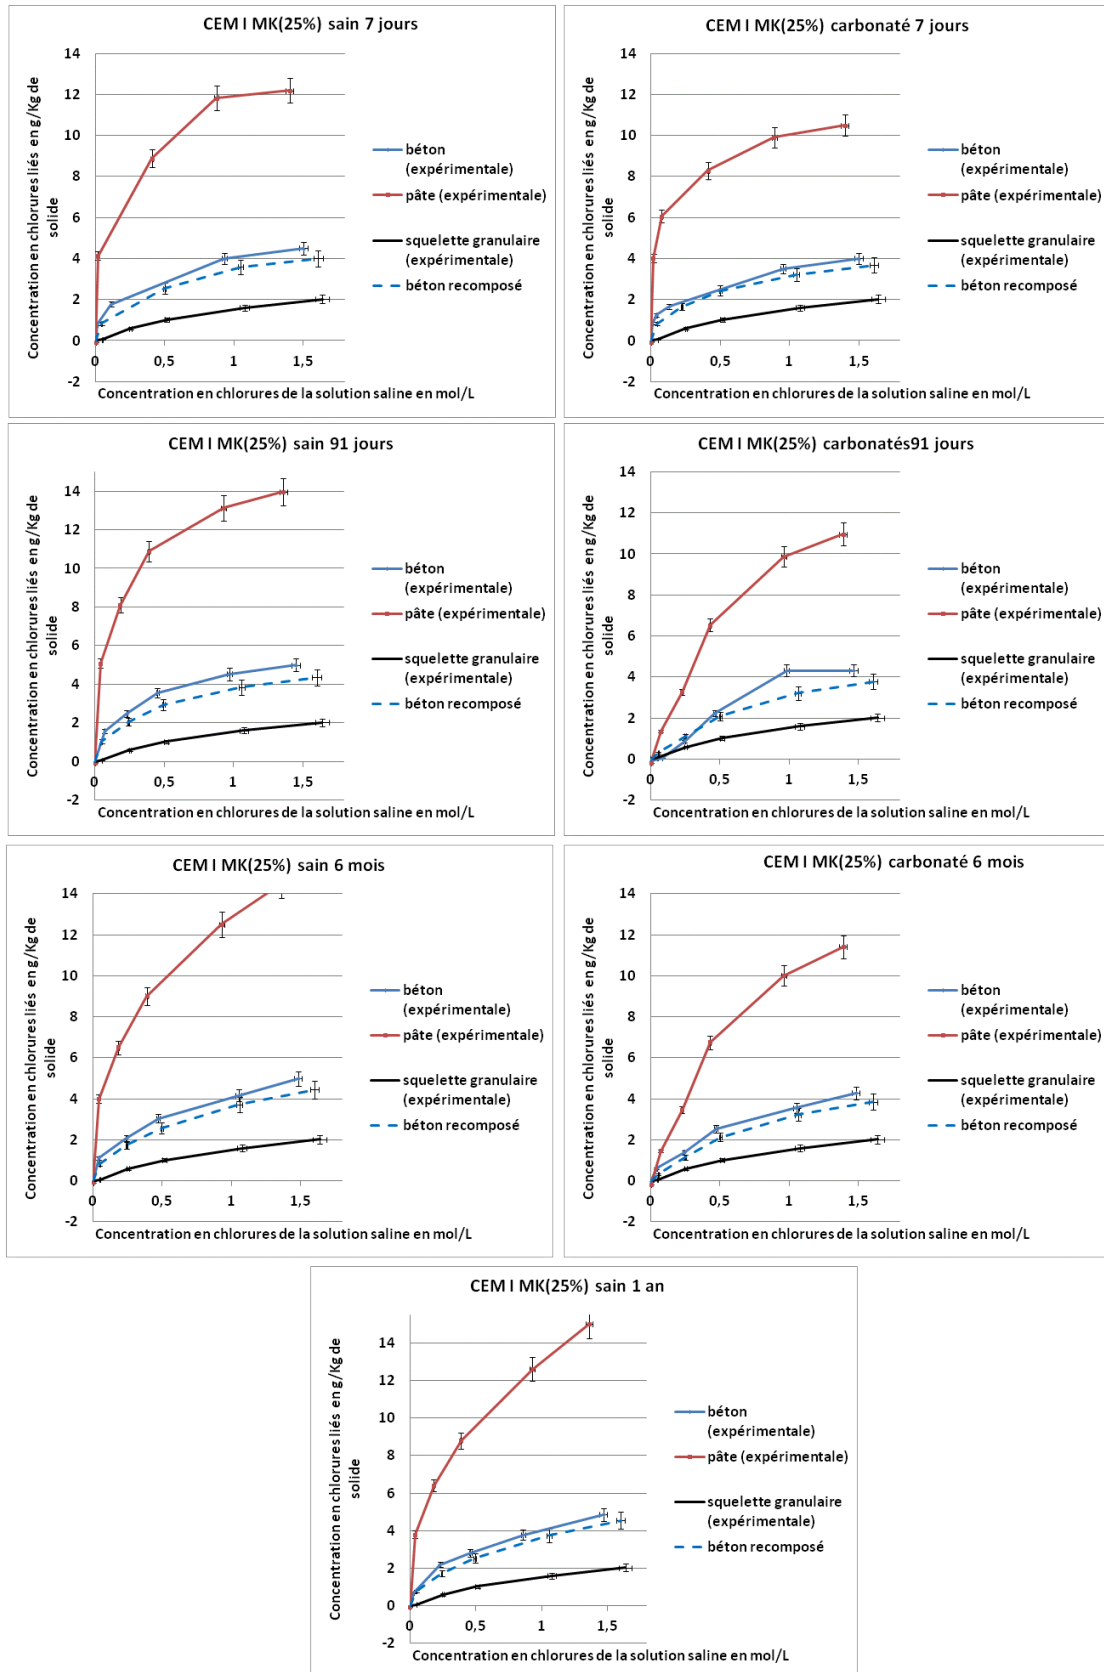 CEM I MK(25%) sain 7 jours
Concentration en chlorures liés en g/Kg de
solide
14
12
10
8
6
4
2
0
-2
0
0,5
1
1,5
Concentration en chlorures de la solution saline en mol/L
béton
(expérimentale)
pâte (expérimentale)
squelette granulaire
(expérimentale)
béton recomposé
CEM I MK(25%) carbonaté 7 jours
Concentration en chlorures liés en g/Kg de
solide
14
12
10
8
6
4
2
0
-2
0
0,5
1
1,5
Concentration en chlorures de la solution saline en mol/L
béton
(expérimentale)
pâte (expérimentale)
squelette granulaire
(expérimentale)
béton recomposé
CEM I MK(25%) sain 91 jours
Concentration en chlorures liés en g/Kg de
solide
14
12
10
8
6
4
2
0
-2
0
0,5
1
1,5
Concentration en chlorures de la solution saline en mol/L
béton
(expérimentale)
pâte (expérimentale)
squelette granulaire
(expérimentale)
béton recomposé
CEM I MK(25%) carbonatés91 jours
Concentration en chlorures liés en g/Kg de
solide
14
12
10
8
6
4
2
0
-2
0
0,5
1
1,5
Concentration en chlorures de la solution saline en mol/L
béton
(expérimentale)
pâte (expérimentale)
squelette granulaire
(expérimentale)
béton recomposé
CEM I MK(25%) sain 6 mois
Concentration en chlorures liés en g/Kg de
solide
14
12
10
8
6
4
2
0
-2
0
0,5
1
1,5
Concentration en chlorures de la solution saline en mol/L
béton
(expérimentale)
pâte (expérimentale)
squelette granulaire
(expérimentale)
béton recomposé
CEM I MK(25%) carbonaté 6 mois
Concentration en chlorures liés en g/Kg de
solide
14
12
10
8
6
4
2
0
-2
0
0,5
1
1,5
Concentration en chlorures de la solution saline en mol/L
béton
(expérimentale)
pâte (expérimentale)
squelette granulaire
(expérimentale)
béton recomposé
CEM I MK(25%) sain 1 an
Concentration en chlorures liés en g/Kg de
solide
14
12
10
8
6
4
2
0
-2
0
0,5
1
1,5
Concentration en chlorures de la solution saline en mol/L
béton
(expérimentale)
pâte (expérimentale)
squelette granulaire
(expérimentale)
béton recomposé